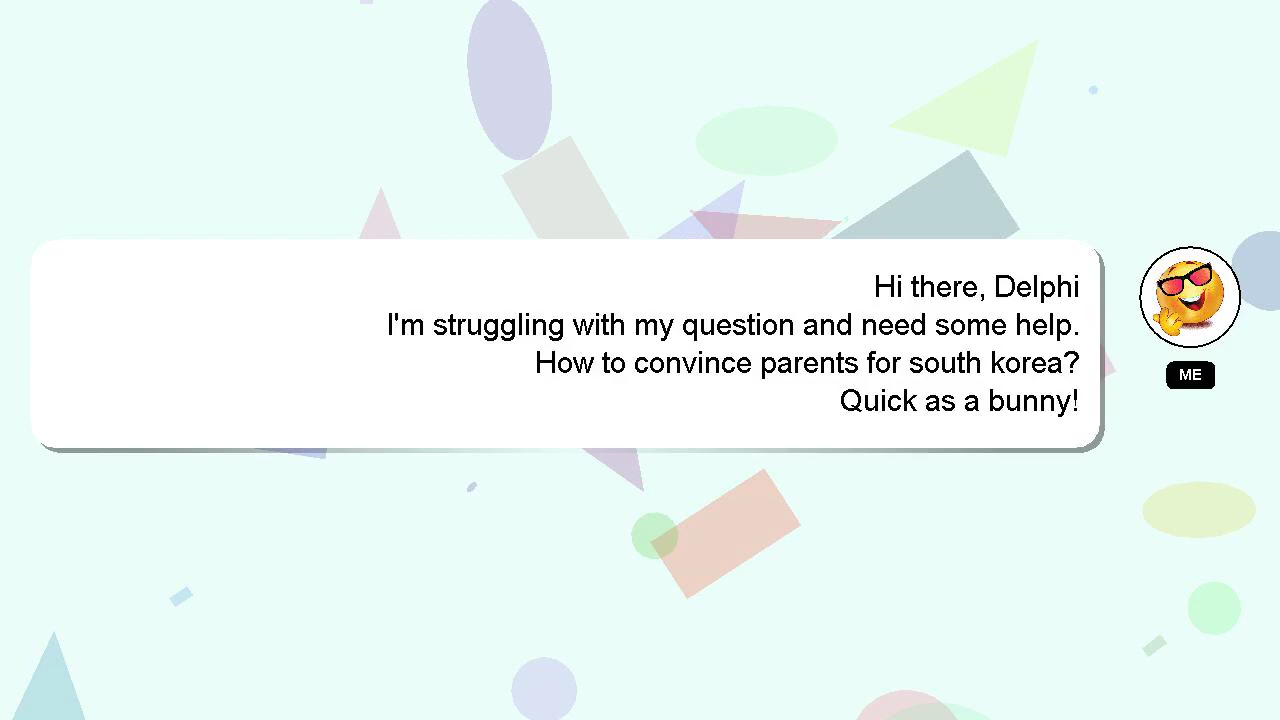 Hi there, Delphi
I'm struggling with my question and need some help.
How to convince parents for south korea?
Quick as a bunny!
ME